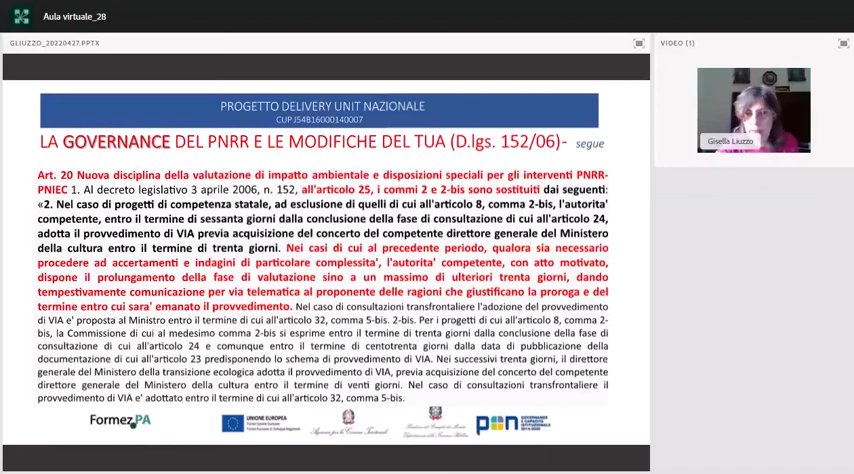 Aula virtuale_28
GLIUZZO_20220427.PPTX
VIDEO (1)
PROGETTO DELIVERY UNIT NAZIONALE
CUP J54B16000140007
LA GOVERNANCE DEL PNRR E LE MODIFICHE DEL TUA (D.lgs. 152/06)- segue
Art. 20 Nuova disciplina della valutazione di impatto ambientale e disposizioni speciali per gli interventi PNRR-
PNIEC 1. Al decreto legislativo 3 aprile 2006, n. 152, all'articolo 25, i commi 2 e 2-bis sono sostituiti dai seguenti:
«2. Nel caso di progetti di competenza statale, ad esclusione di quelli di cui all'articolo 8, comma 2-bis, l'autorita'
competente, entro il termine di sessanta giorni dalla conclusione della fase di consultazione di cui all'articolo 24,
adotta il provvedimento di VIA previa acquisizione del concerto del competente direttore generale del Ministero
della cultura entro il termine di trenta giorni. Nei casi di cui al precedente periodo, qualora sia necessario
procedere ad accertamenti e indagini di particolare complessita', l'autorita' competente, con atto motivato,
dispone il prolungamento della fase di valutazione sino a un massimo di ulteriori trenta giorni, dando
tempestivamente comunicazione per via telematica al proponente delle ragioni che giustificano la proroga e del
termine entro cui sara' emanato il provvedimento. Nel caso di consultazioni transfrontaliere l'adozione del provvedimento
di VIA e' proposta al Ministro entro il termine di cui all'articolo 32, comma 5-bis. 2-bis. Per i progetti di cui all'articolo 8, comma 2-
bis, la Commissione di cui al medesimo comma 2-bis si esprime entro il termine di trenta giorni dalla conclusione della fase di
consultazione di cui all'articolo 24 e comunque entro il termine di centotrenta giorni dalla data di pubblicazione della
documentazione di cui all'articolo 23 predisponendo lo schema di provvedimento di VIA. Nei successivi trenta giorni, il direttore
generale del Ministero della transizione ecologica adotta il provvedimento di VIA, previa acquisizione del concerto del competente
direttore generale del Ministero della cultura entro il termine di venti giorni. Nel caso di consultazioni transfrontaliere il
provvedimento di VIA e' adottato entro il termine di cui all'articolo 32, comma 5-bis.
Gisella Liuzzo
Formez PA
UNIONE EUROPEA
pon GOVERNANCE
E CAPACITÀ
ISTITUZIONALE
2014-2020